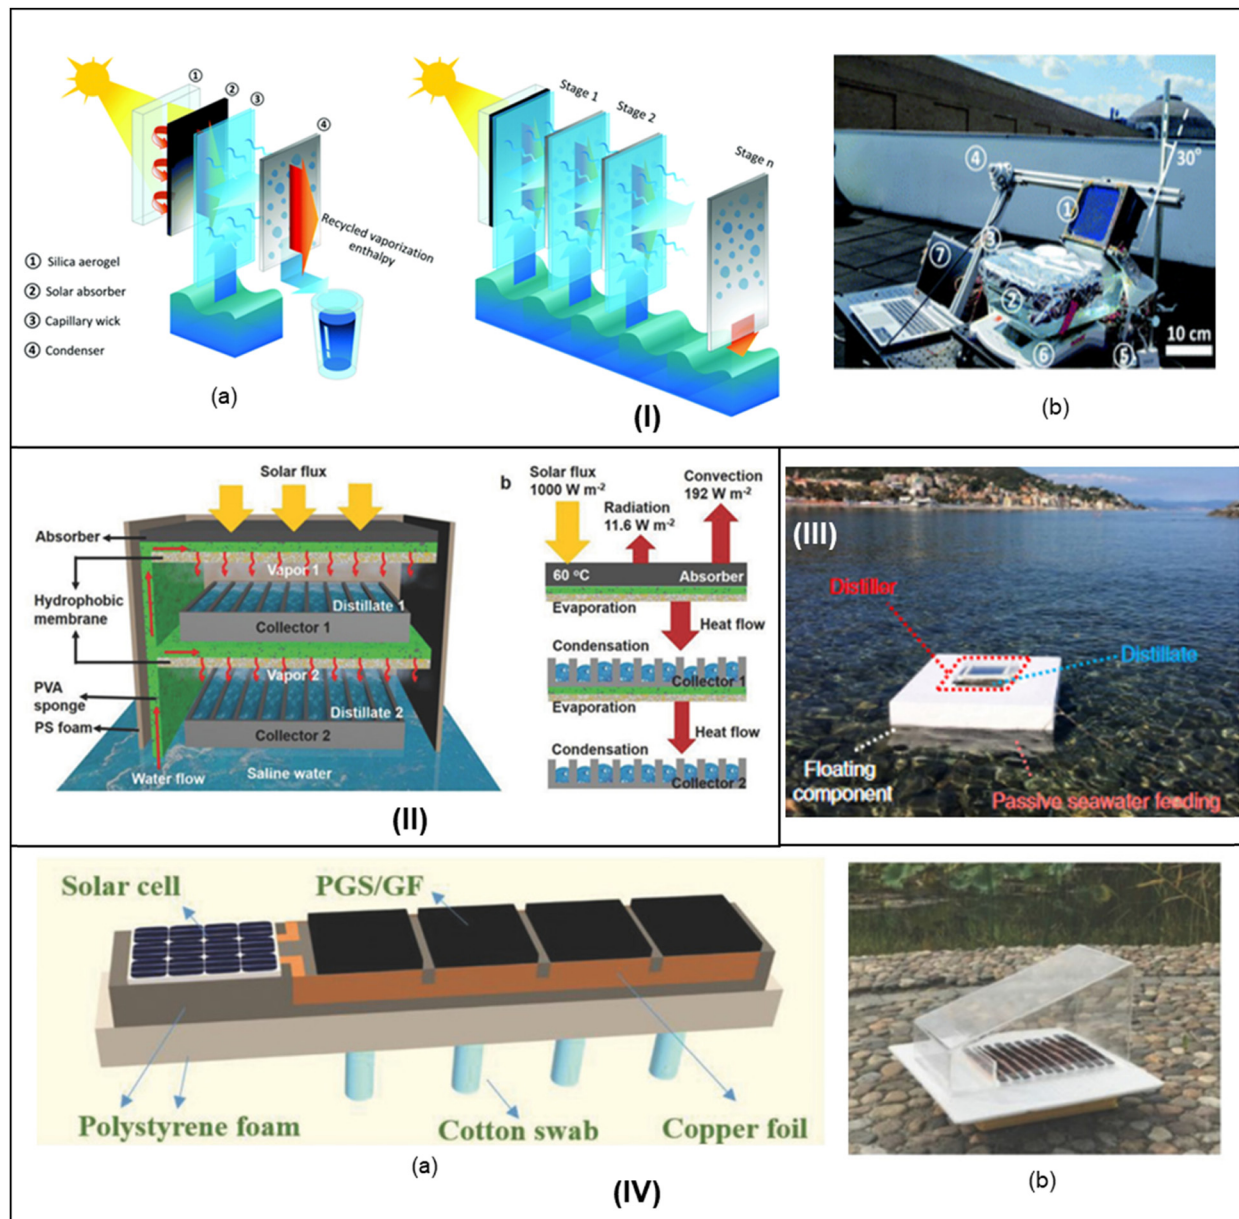 ①
②
③
④
Recycled vaporization
enthalpy
① Silica aerogel
② Solar absorber
③ Capillary wick
④ Condenser
(a)
Stage 1
Stage 2
Stage n
(I)
④
30°
①
③
⑦
②
⑥
⑤
10 cm
(b)
Solar flux
Absorber
Vapor 1
Hydrophobic
membrane
Distillate 1
Collector 1
Vapor 2
PVA
sponge
Distillate 2
PS foam
Collector 2
Water flow
Saline water
b
Solar flux
1000 W m-2
Convection
192 W m-2
Radiation
11.6 W m-2
60 °C
Absorber
Evaporation
Heat flow
Condensation
Collector 1
Evaporation
Heat flow
Condensation
Collector 2
(II)
(III)
Distiller
Distillate
Floating
component
Passive seawater feeding
Solar cell
PGS/GF
Polystyrene foam
Cotton swab
Copper foil
(a)
(b)
(IV)